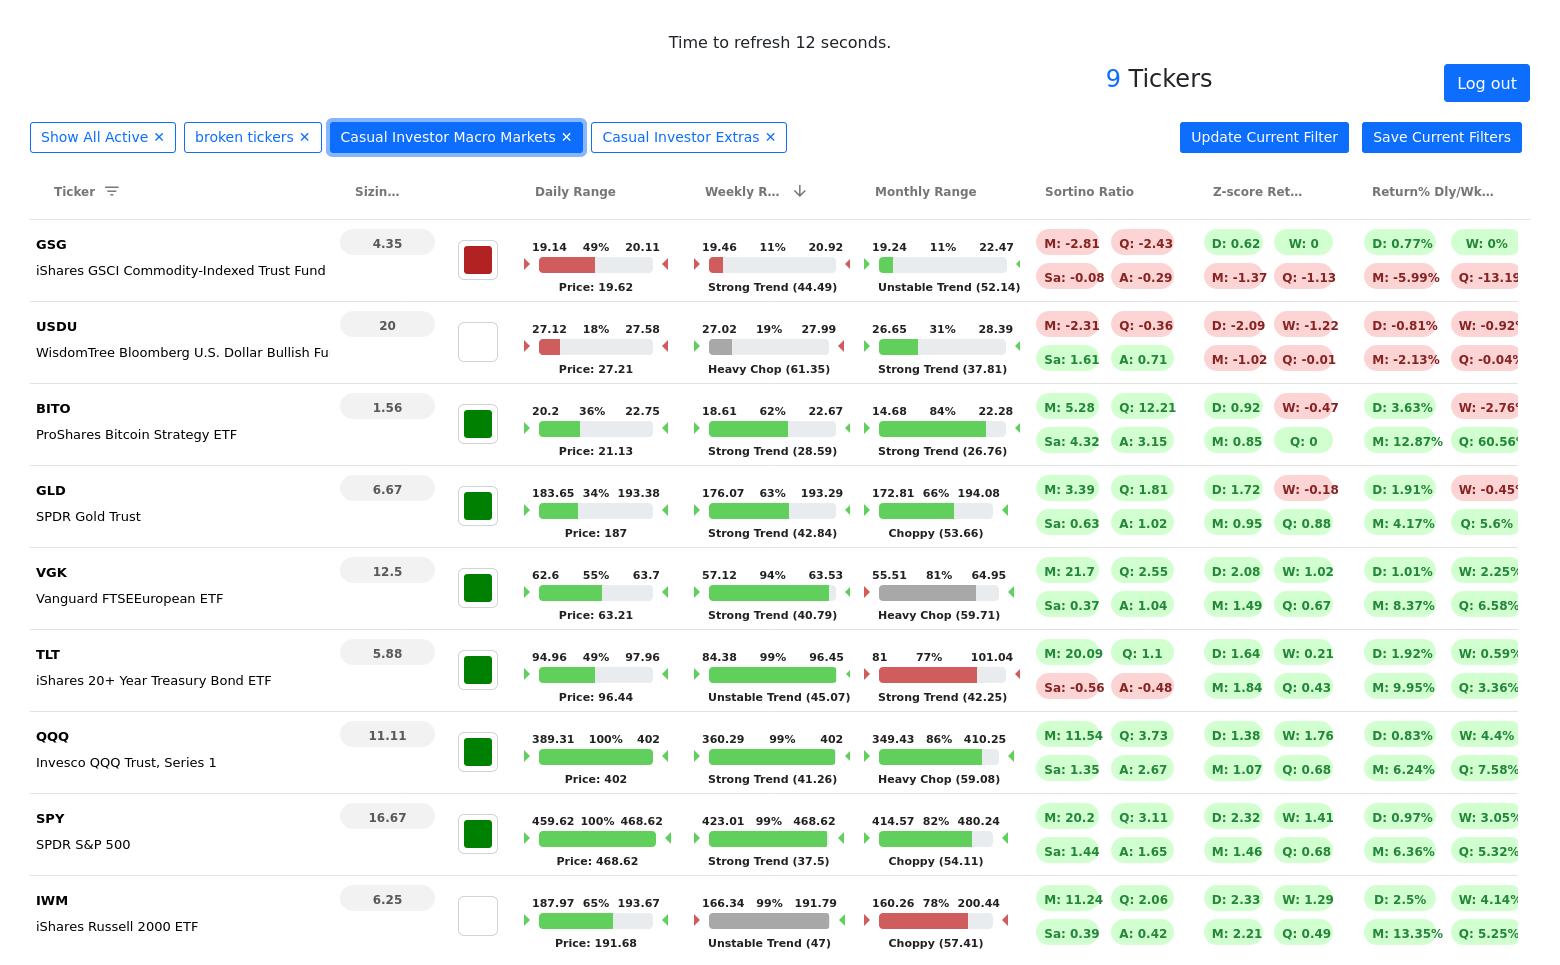 Time to refresh 12 seconds.
9 Tickers
Log out
Show All Active ✕ broken tickers ✕ Casual Investor Macro Markets ✕ Casual Investor Extras ✕ Update Current Filter Save Current Filters
Ticker Sizin... Daily Range Weekly R... Monthly Range Sortino Ratio Z-score Ret... Return% Dly/Wk...
GSG 4.35 19.14 49% 20.11 19.46 11% 20.92 19.24 11% 22.47 M: -2.81 Q: -2.43 D: 0.62 W: 0 D: 0.77% W: 0%
iShares GSCI Commodity-Indexed Trust Fund Sa: -0.08 A: -0.29 M: -1.37 Q: -1.13 M: -5.99% Q: -13.19
Price: 19.62 Strong Trend (44.49) Unstable Trend (52.14)
USDU 20 27.12 18% 27.58 27.02 19% 27.99 26.65 31% 28.39 M: -2.31 Q: -0.36 D: -2.09 W: -1.22 D: -0.81% W: -0.92%
WisdomTree Bloomberg U.S. Dollar Bullish Fu Sa: 1.61 A: 0.71 M: -1.02 Q: -0.01 M: -2.13% Q: -0.04%
Price: 27.21 Heavy Chop (61.35) Strong Trend (37.81)
BITO 1.56 20.2 36% 22.75 18.61 62% 22.67 14.68 84% 22.28 M: 5.28 Q: 12.21 D: 0.92 W: -0.47 D: 3.63% W: -2.76%
ProShares Bitcoin Strategy ETF Sa: 4.32 A: 3.15 M: 0.85 Q: 0 M: 12.87% Q: 60.56%
Price: 21.13 Strong Trend (28.59) Strong Trend (26.76)
GLD 6.67 183.65 34% 193.38 176.07 63% 193.29 172.81 66% 194.08 M: 3.39 Q: 1.81 D: 1.72 W: -0.18 D: 1.91% W: -0.45%
SPDR Gold Trust Sa: 0.63 A: 1.02 M: 0.95 Q: 0.88 M: 4.17% Q: 5.6%
Price: 187 Strong Trend (42.84) Choppy (53.66)
VGK 12.5 62.6 55% 63.7 57.12 94% 63.53 55.51 81% 64.95 M: 21.7 Q: 2.55 D: 2.08 W: 1.02 D: 1.01% W: 2.25%
Vanguard FTSEEuropean ETF Sa: 0.37 A: 1.04 M: 1.49 Q: 0.67 M: 8.37% Q: 6.58%
Price: 63.21 Strong Trend (40.79) Heavy Chop (59.71)
TLT 5.88 94.96 49% 97.96 84.38 99% 96.45 81 77% 101.04 M: 20.09 Q: 1.1 D: 1.64 W: 0.21 D: 1.92% W: 0.59%
iShares 20+ Year Treasury Bond ETF Sa: -0.56 A: -0.48 M: 1.84 Q: 0.43 M: 9.95% Q: 3.36%
Price: 96.44 Unstable Trend (45.07) Strong Trend (42.25)
QQQ 11.11 389.31 100% 402 360.29 99% 402 349.43 86% 410.25 M: 11.54 Q: 3.73 D: 1.38 W: 1.76 D: 0.83% W: 4.4%
Invesco QQQ Trust, Series 1 Sa: 1.35 A: 2.67 M: 1.07 Q: 0.68 M: 6.24% Q: 7.58%
Price: 402 Strong Trend (41.26) Heavy Chop (59.08)
SPY 16.67 459.62 100% 468.62 423.01 99% 468.62 414.57 82% 480.24 M: 20.2 Q: 3.11 D: 2.32 W: 1.41 D: 0.97% W: 3.05%
SPDR S&P 500 Sa: 1.44 A: 1.65 M: 1.46 Q: 0.68 M: 6.36% Q: 5.32%
Price: 468.62 Strong Trend (37.5) Choppy (54.11)
IWM 6.25 187.97 65% 193.67 166.34 99% 191.79 160.26 78% 200.44 M: 11.24 Q: 2.06 D: 2.33 W: 1.29 D: 2.5% W: 4.14%
iShares Russell 2000 ETF Sa: 0.39 A: 0.42 M: 2.21 Q: 0.49 M: 13.35% Q: 5.25%
Price: 191.68 Unstable Trend (47) Choppy (57.41)